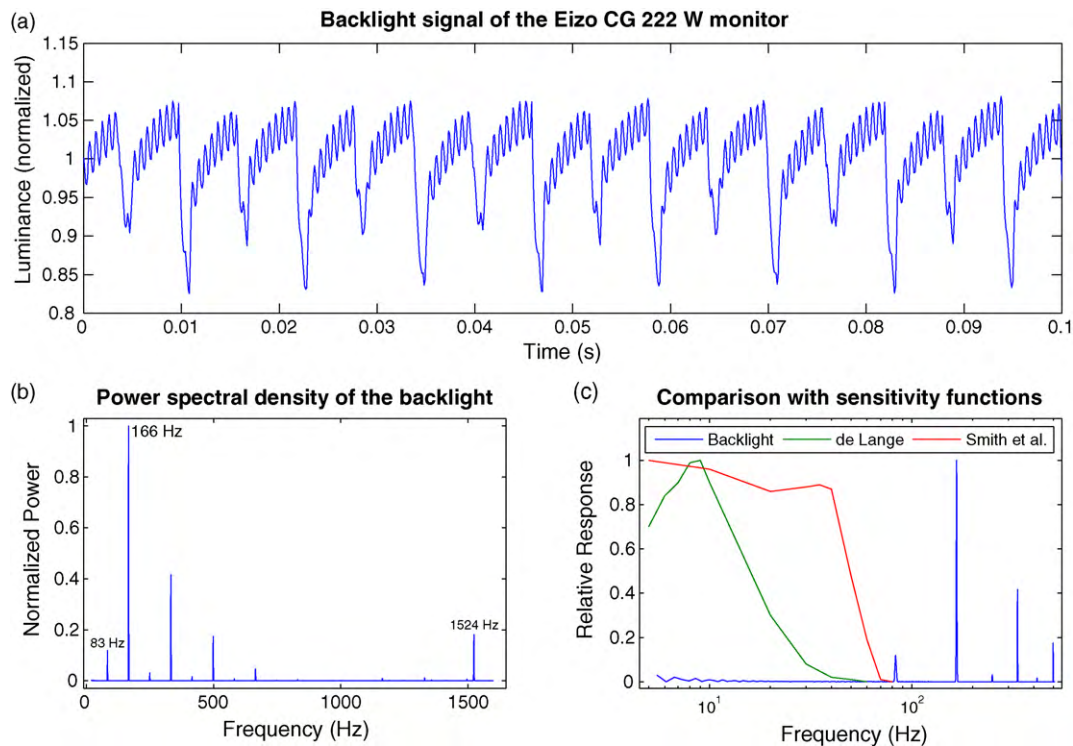 (a)
Backlight signal of the Eizo CG 222 W monitor
1.15
1.1
1.05
1
0.95
0.9
0.85
0.8
Luminance (normalized)
0 0.01 0.02 0.03 0.04 0.05 0.06 0.07 0.08 0.09 0.1
Time (s)
(b)
Power spectral density of the backlight
1
0.8
0.6
0.4
0.2
0
Normalized Power
166 Hz
83 Hz
1524 Hz
0 500 1000 1500
Frequency (Hz)
(c)
Comparison with sensitivity functions
Backlight de Lange Smith et al.
1
0.8
0.6
0.4
0.2
0
Relative Response
10¹ 10²
Frequency (Hz)